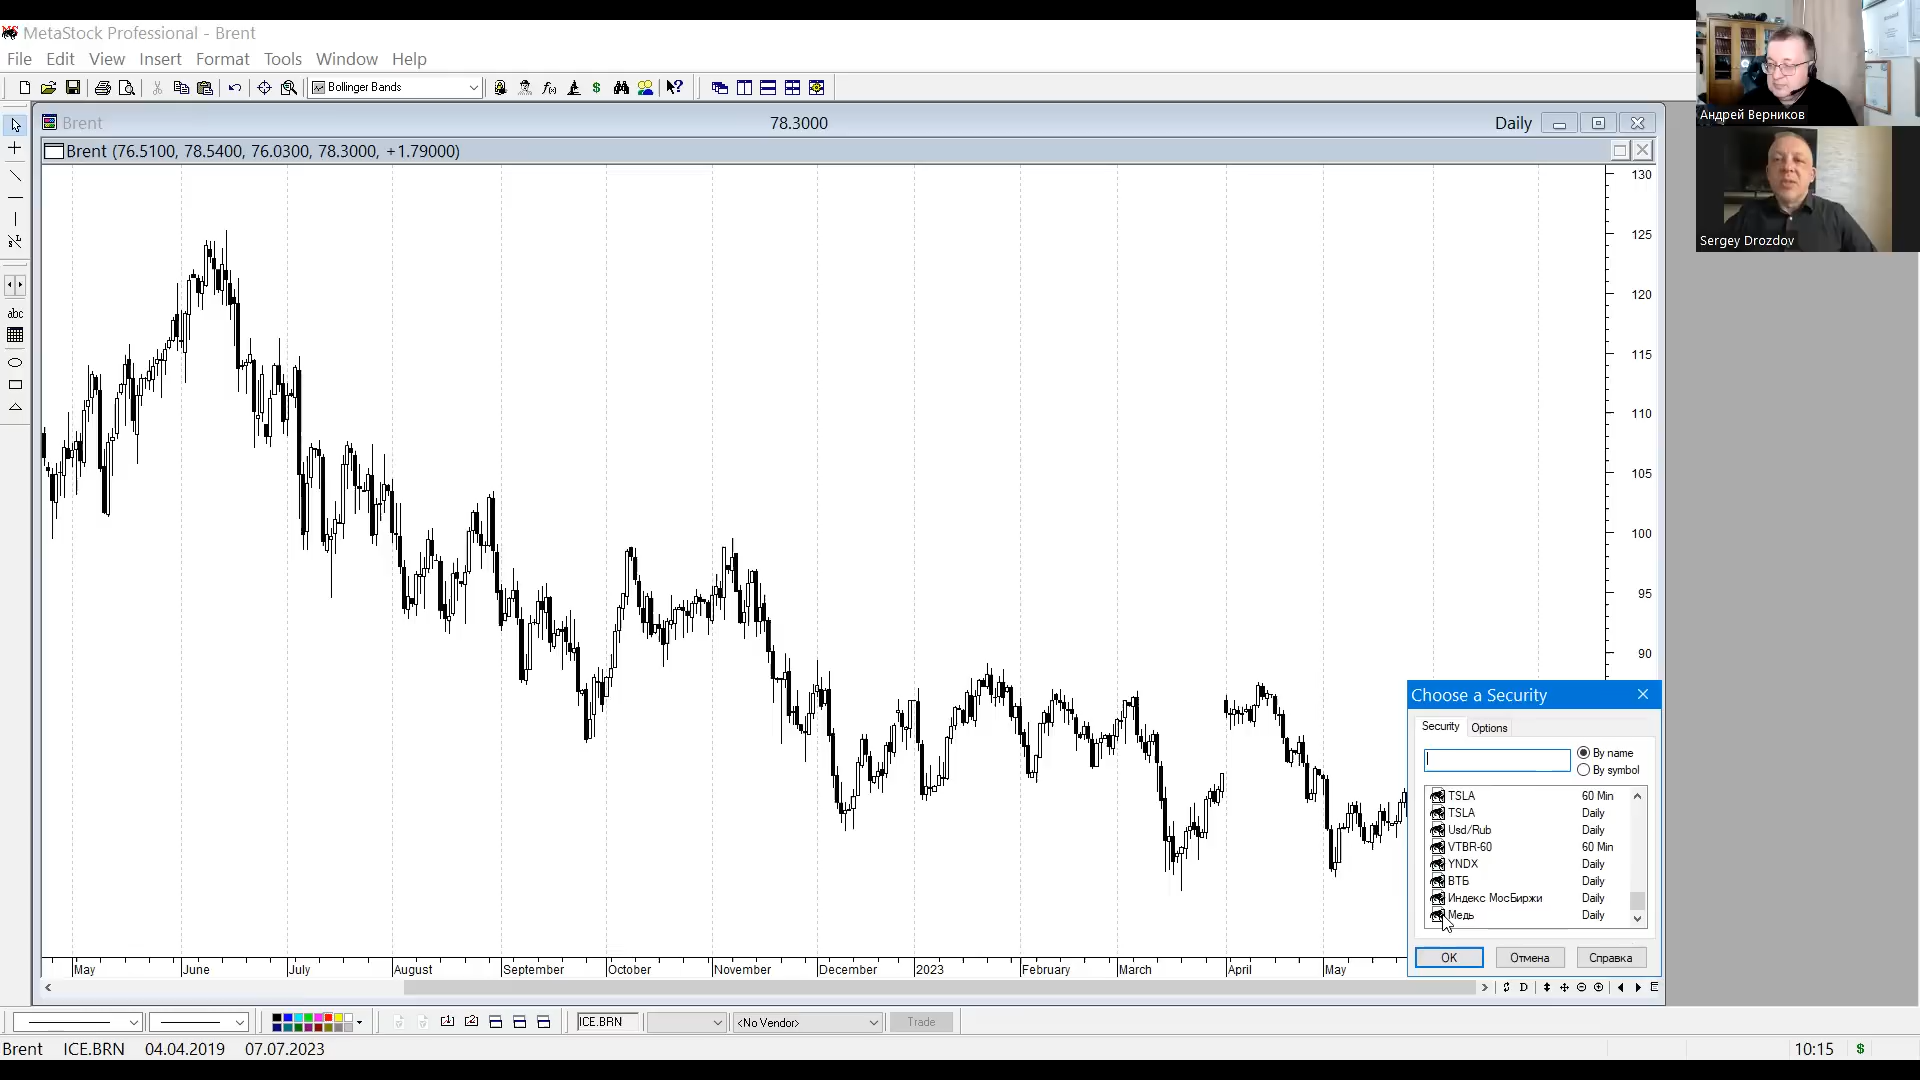 MetaStock Professional - Brent
File Edit View Insert Format Tools Window Help
Bollinger Bands
Brent 78.3000 Daily
Brent (76.5100, 78.5400, 76.0300, 78.3000, +1.79000)
Андрей Верников
Sergey Drozdov
130
125
120
115
110
105
100
95
90
Choose a Security
Security Options
By name
By symbol
TSLA 60 Min
TSLA Daily
Usd/Rub Daily
VTBR-60 60 Min
YNDX Daily
ВТБ Daily
Индекс МосБиржи Daily
Медь Daily
OK Отмена Справка
May June July August September October November December 2023 February March April May
abc
D
ICE.BRN <No Vendor> Trade
Brent ICE.BRN 04.04.2019 07.07.2023 10:15 $